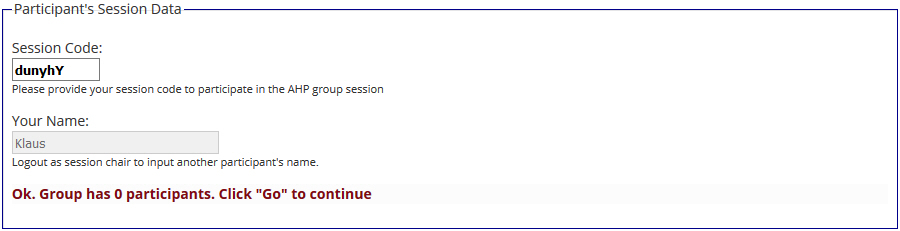 Participant's Session Data
Session Code:
dunyhY
Please provide your session code to participate in the AHP group session
Your Name:
Klaus
Logout as session chair to input another participant's name.
Ok. Group has 0 participants. Click "Go" to continue